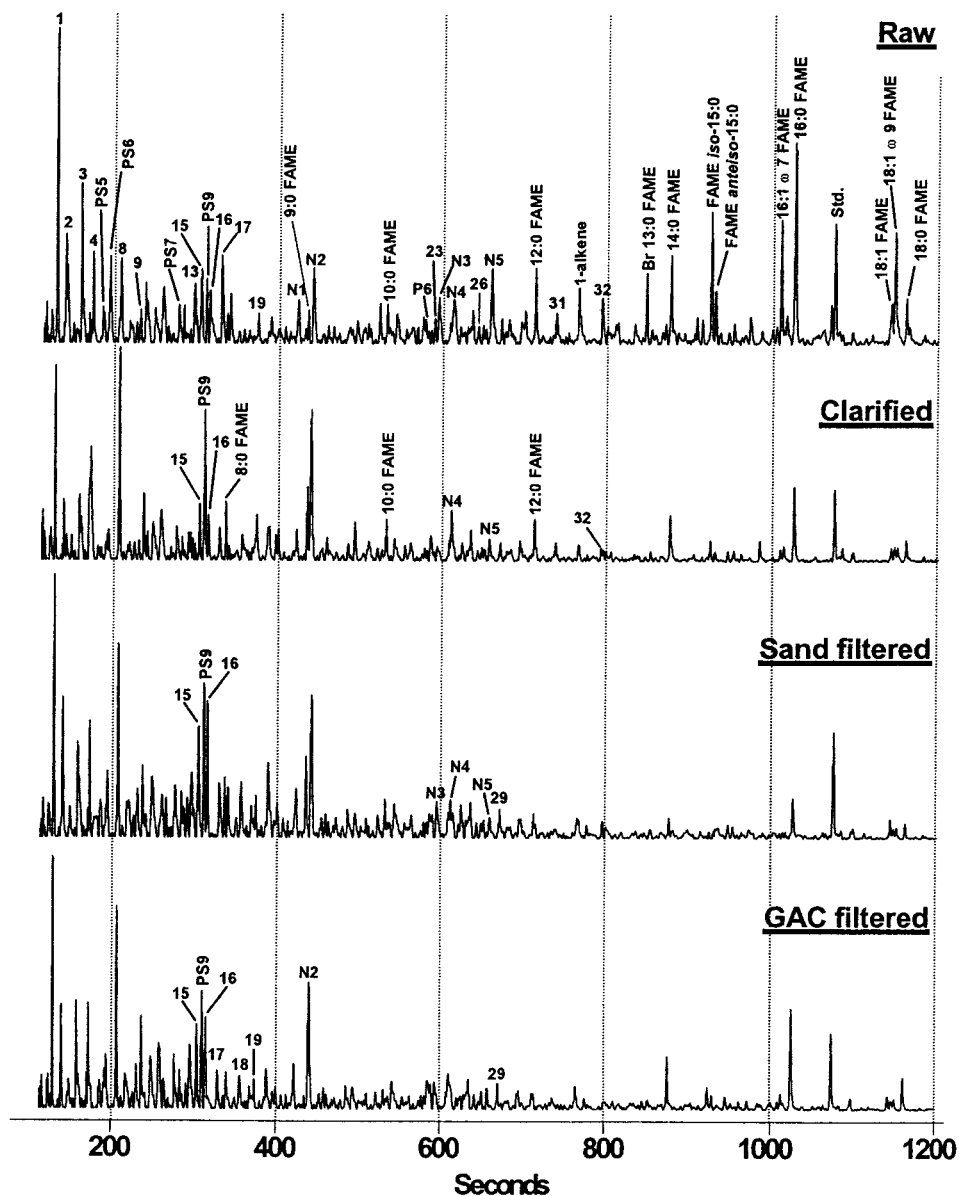 Raw
1
2
3
4
PS5
PS6
8
9
PS7
13
15
PS9
16
17
19
N1
9:0 FAME
N2
10:0 FAME
P6
23
N3
N4
26
N5
12:0 FAME
31
1-alkene
32
Br 13:0 FAME
14:0 FAME
FAME iso-15:0
FAME anteiso-15:0
16:1 ω 7 FAME
16:0 FAME
Std.
18:1 FAME
18:1 ω 9 FAME
18:0 FAME
Clarified
15
PS9
16
8:0 FAME
10:0 FAME
N4
N5
12:0 FAME
32
Sand filtered
15
PS9
16
N3
N4
N5
29
GAC filtered
15
PS9
16
17
18
19
N2
29
200 400 600 800 1000 1200
Seconds